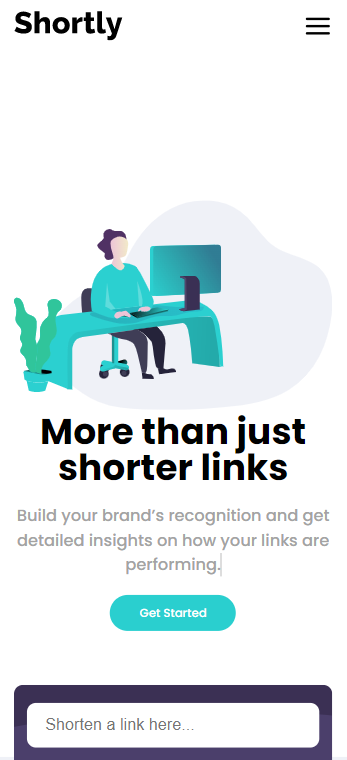 Shortly
More than just
shorter links
Build your brand’s recognition and get
detailed insights on how your links are
performing.
Get Started
Shorten a link here...